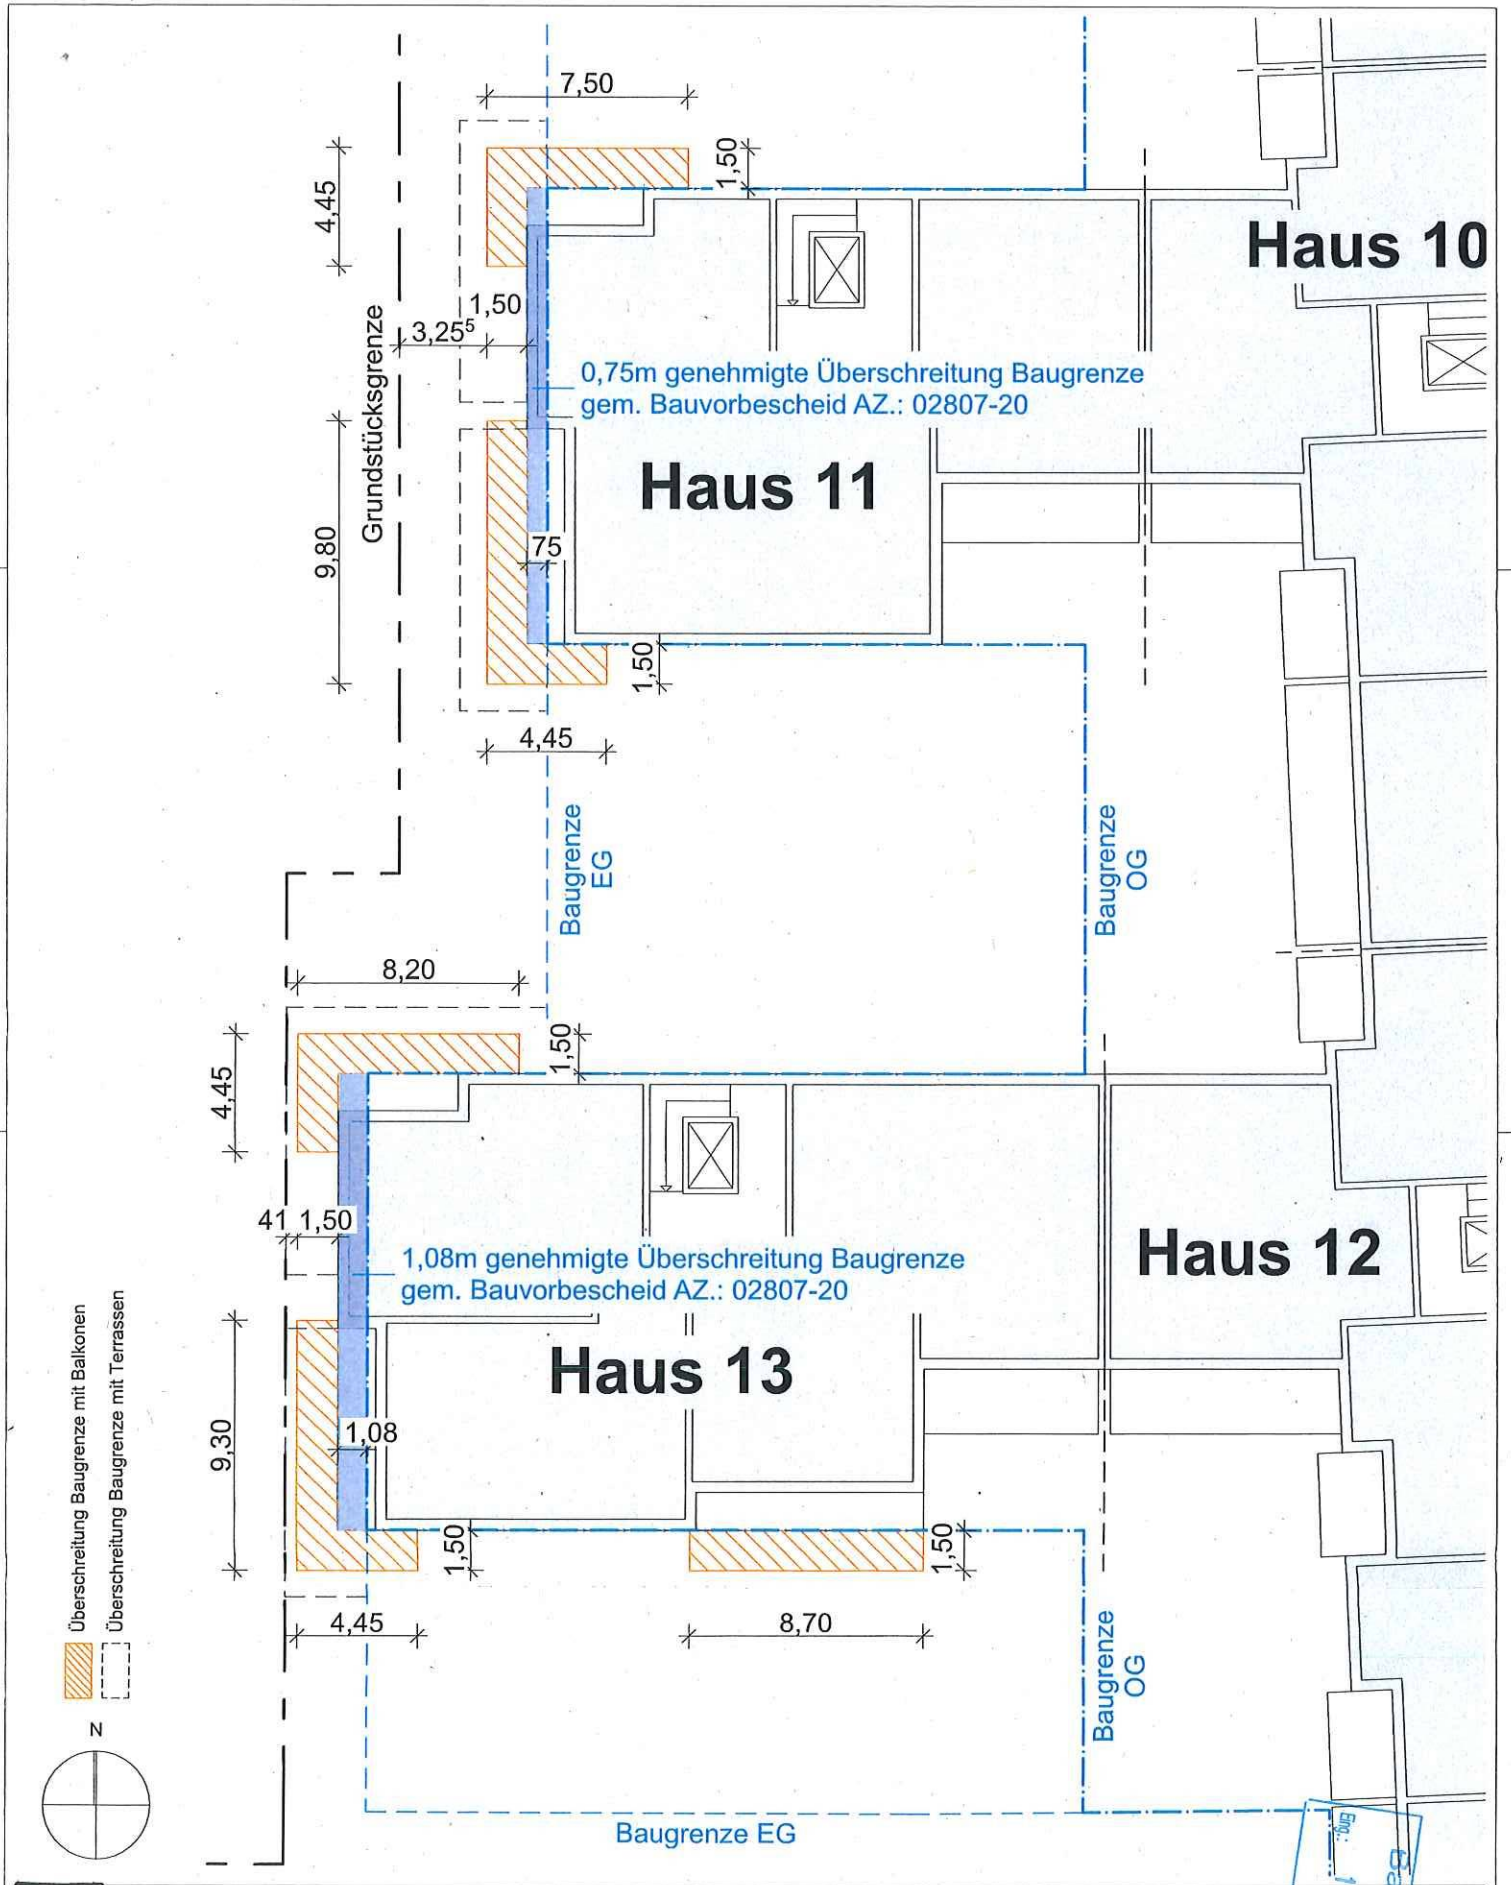 7,50
1,50
4,45
Haus 10
1,50
3,25⁵
Grundstücksgrenze
0,75m genehmigte Überschreitung Baugrenze
gem. Bauvorbescheid AZ.: 02807-20
Haus 11
9,80
75
1,50
4,45
Baugrenze
EG
Baugrenze
OG
8,20
1,50
4,45
41
1,50
1,08m genehmigte Überschreitung Baugrenze
gem. Bauvorbescheid AZ.: 02807-20
Haus 12
Haus 13
9,30
1,08
1,50
1,50
4,45
8,70
Baugrenze
OG
Überschreitung Baugrenze mit Balkonen
Überschreitung Baugrenze mit Terrassen
N
Baugrenze EG
Eing.: 1
Ba